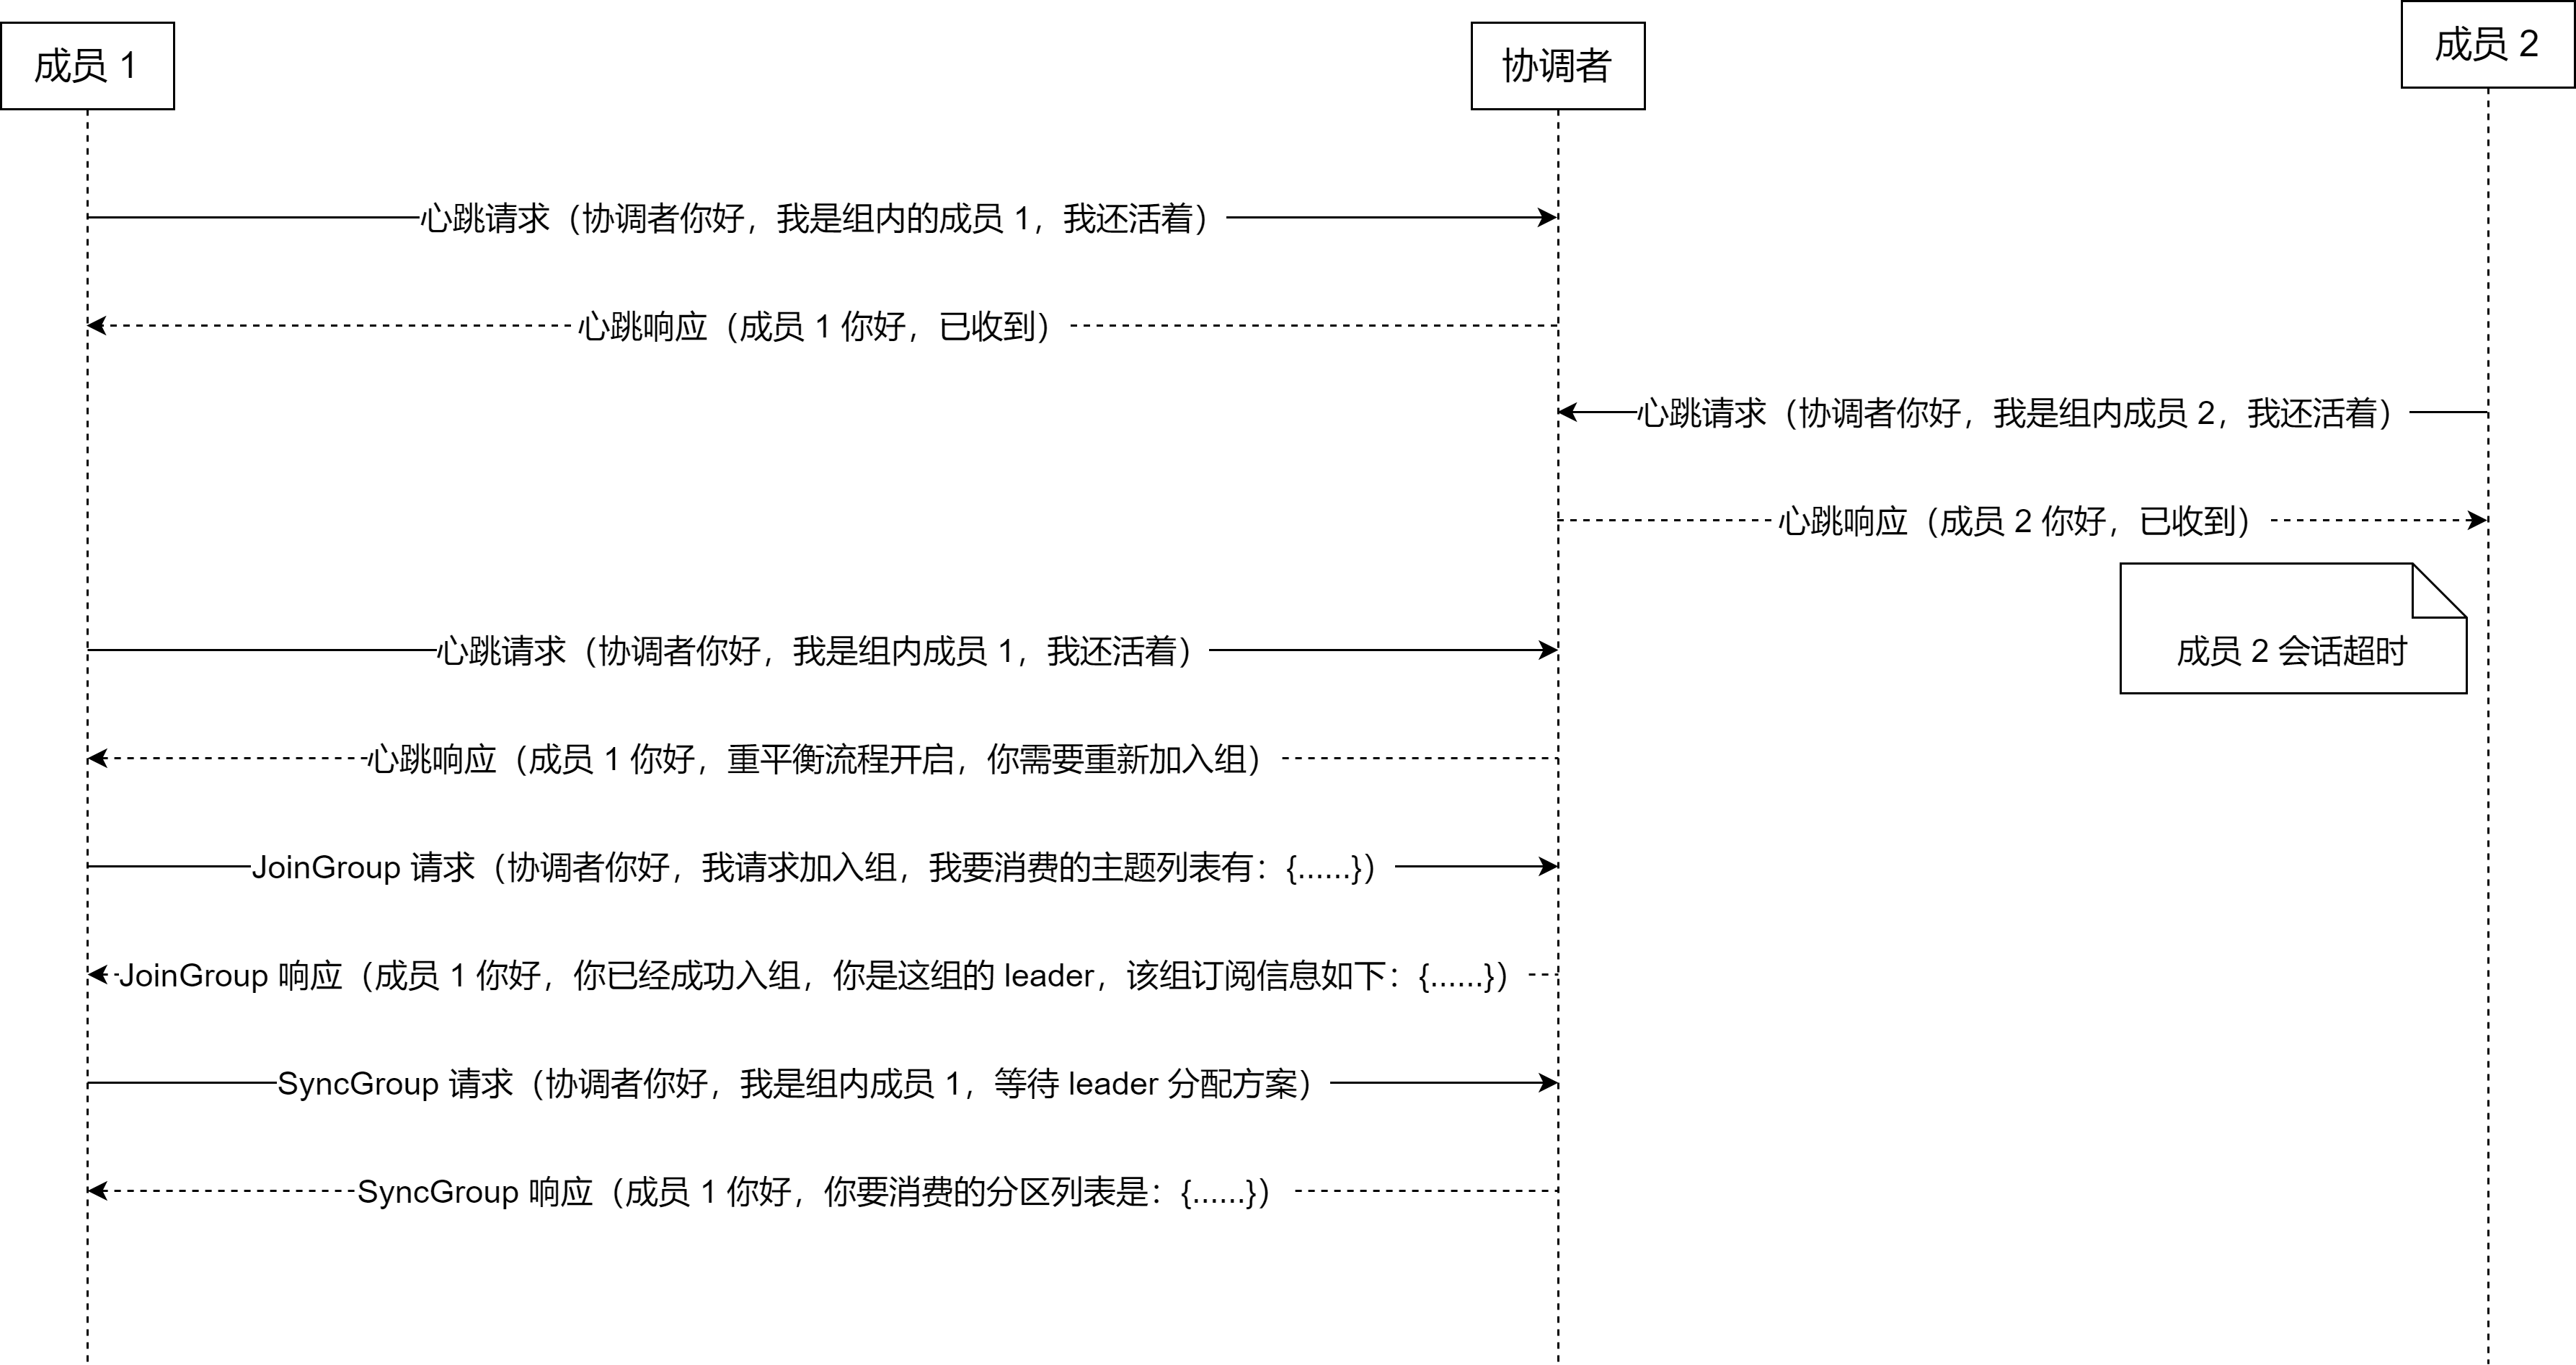 成员 1
协调者
成员 2
心跳请求（协调者你好，我是组内的成员 1，我还活着）
心跳响应（成员 1 你好，已收到）
心跳请求（协调者你好，我是组内成员 2，我还活着）
心跳响应（成员 2 你好，已收到）
心跳请求（协调者你好，我是组内成员 1，我还活着）
成员 2 会话超时
心跳响应（成员 1 你好，重平衡流程开启，你需要重新加入组）
JoinGroup 请求（协调者你好，我请求加入组，我要消费的主题列表有：{......}）
JoinGroup 响应（成员 1 你好，你已经成功入组，你是这组的 leader，该组订阅信息如下：{......}）
SyncGroup 请求（协调者你好，我是组内成员 1，等待 leader 分配方案）
SyncGroup 响应（成员 1 你好，你要消费的分区列表是：{......}）